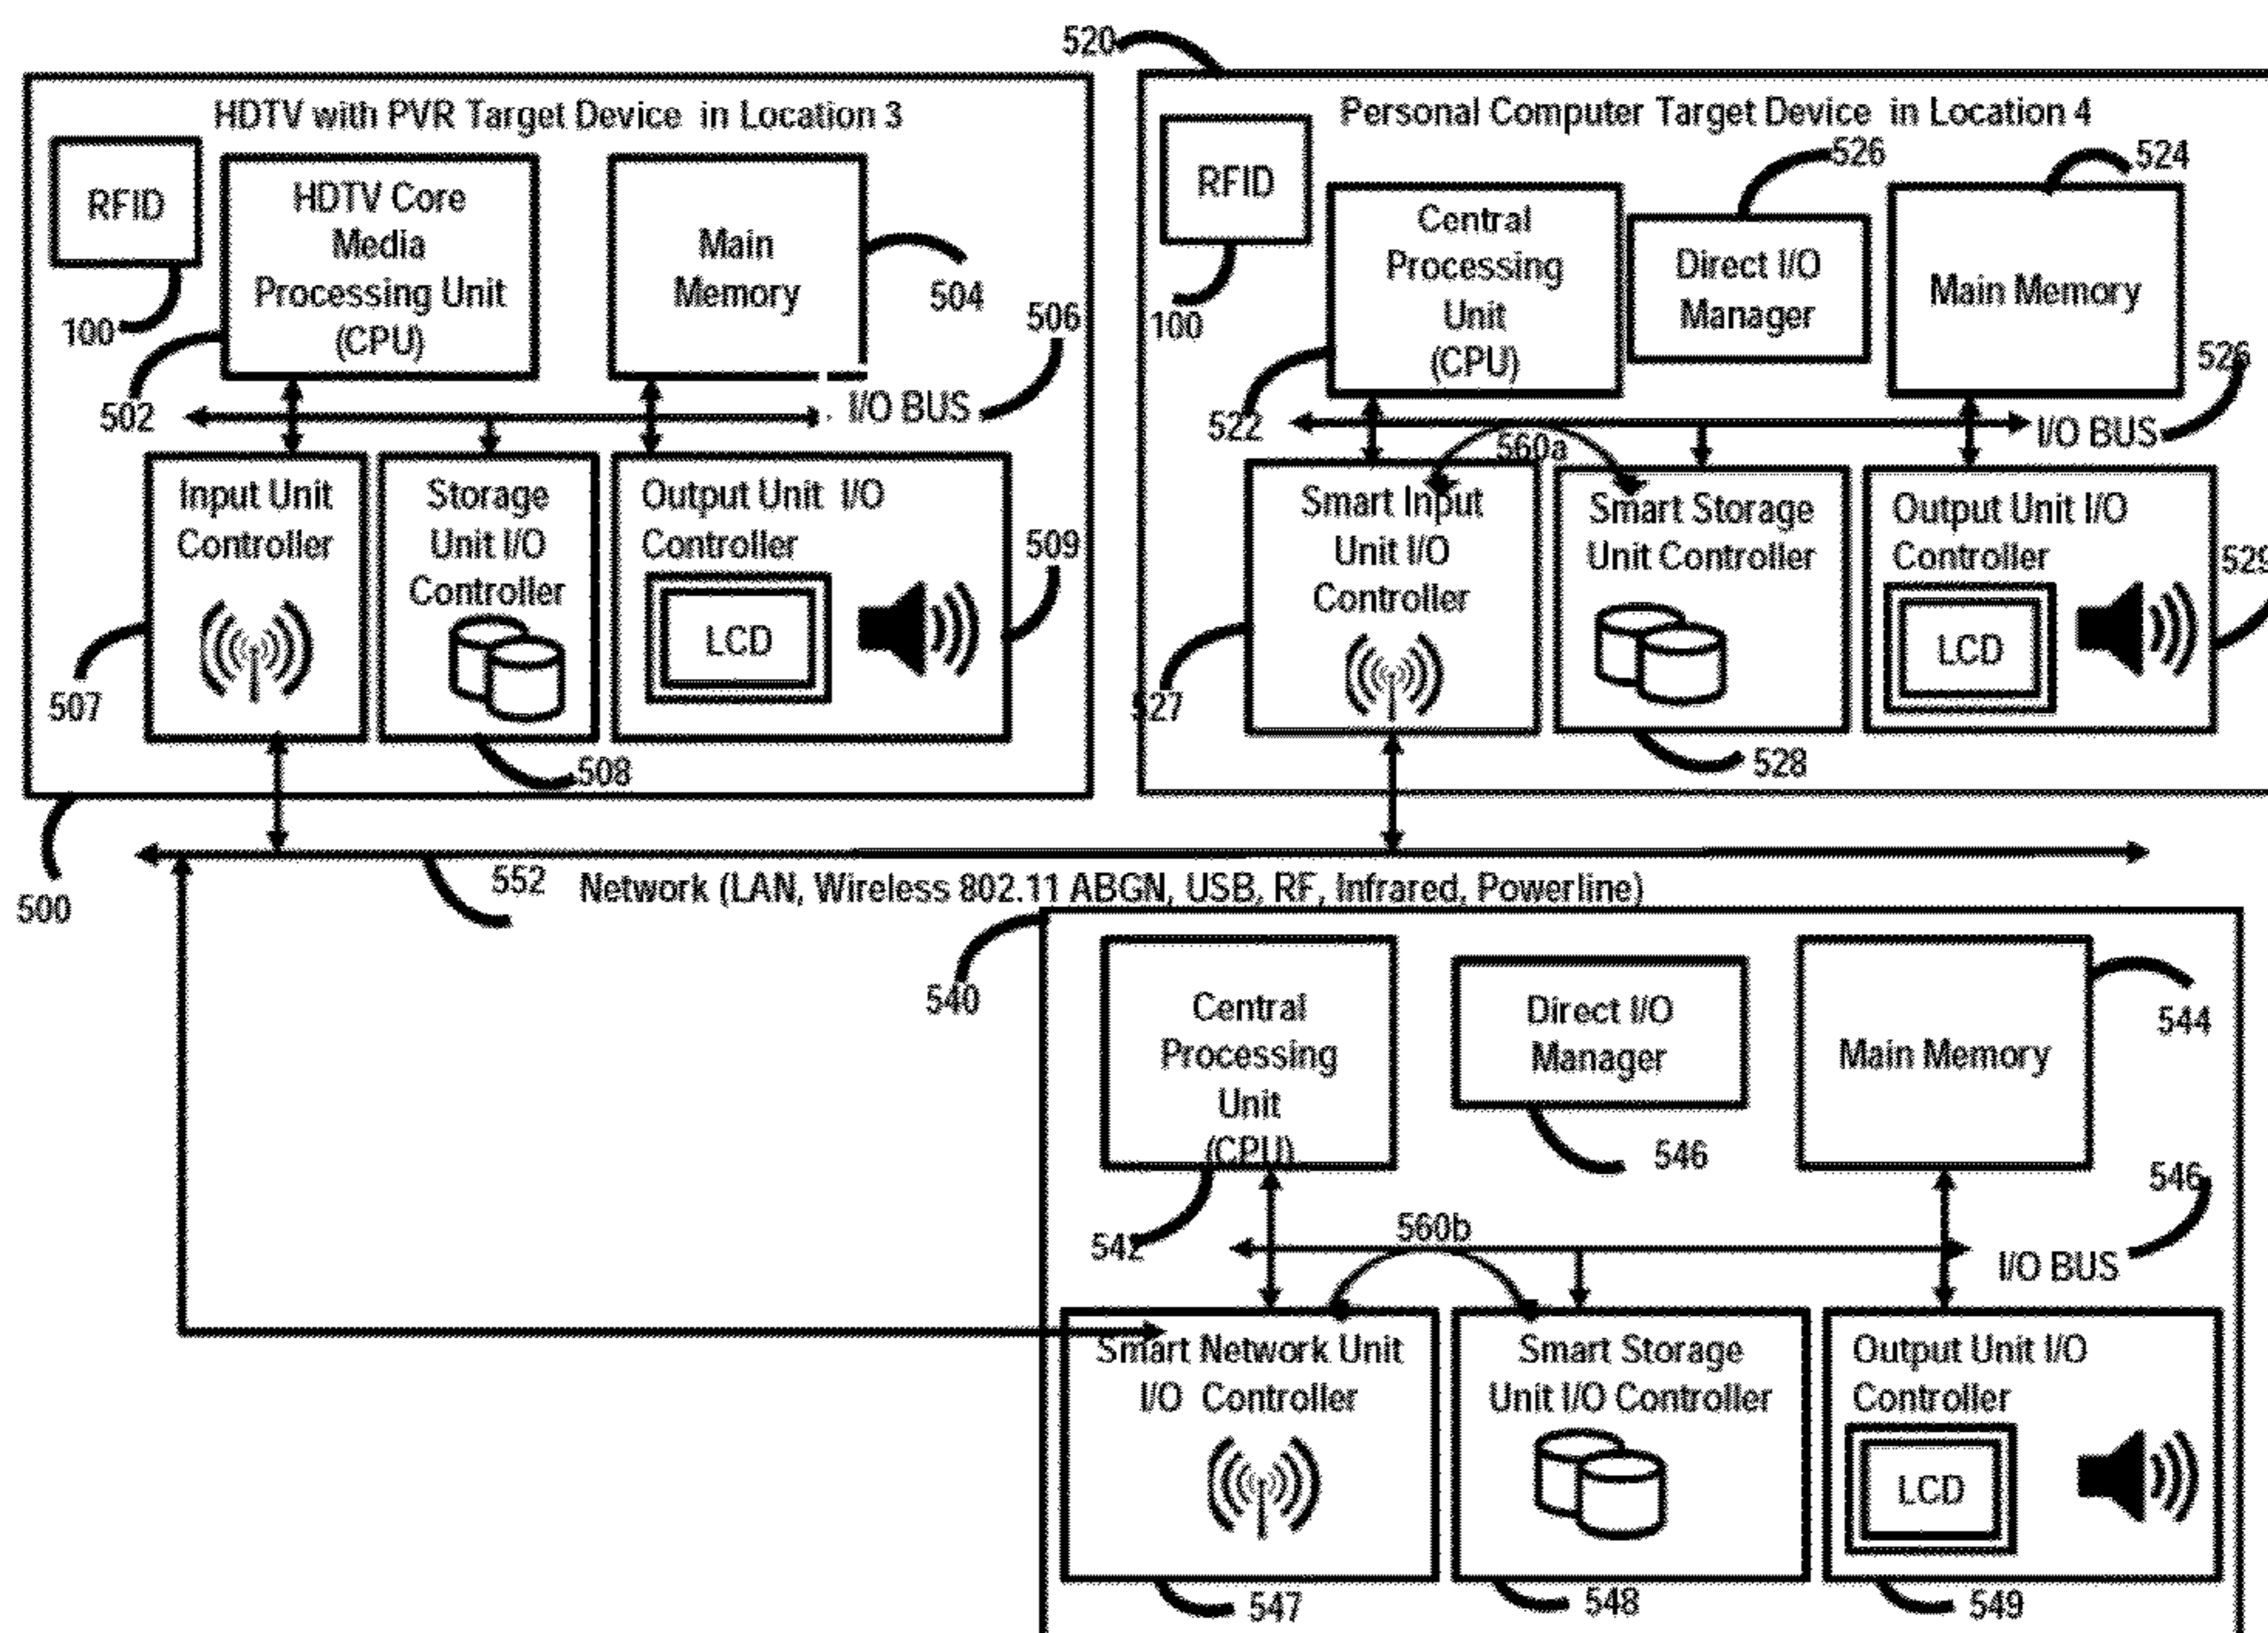 520
HDTV with PVR Target Device in Location 3
RFID
100
HDTV Core
Media
Processing Unit
(CPU)
502
Main
Memory
504
506
I/O BUS
Input Unit
Controller
507
Storage
Unit I/O
Controller
508
Output Unit I/O
Controller
LCD
509
500
Personal Computer Target Device in Location 4
RFID
100
Central
Processing
Unit
(CPU)
522
526
Direct I/O
Manager
524
Main Memory
526
I/O BUS
560a
Smart Input
Unit I/O
Controller
527
Smart Storage
Unit Controller
528
Output Unit I/O
Controller
LCD
529
552
Network (LAN, Wireless 802.11 ABGN, USB, RF, Infrared, Powerline)
540
Central
Processing
Unit
(CPU)
542
Direct I/O
Manager
546
Main Memory
544
546
I/O BUS
560b
Smart Network Unit
I/O Controller
547
Smart Storage
Unit I/O Controller
548
Output Unit I/O
Controller
LCD
549